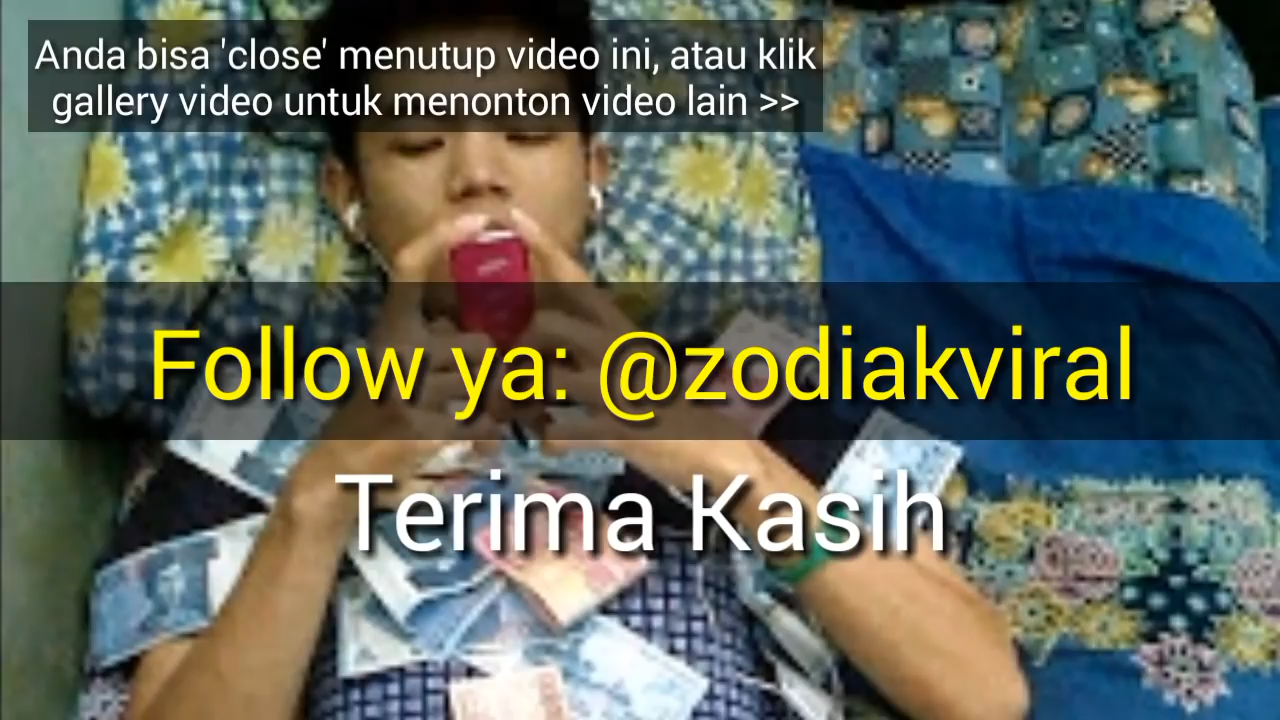 Anda bisa 'close' menutup video ini, atau klik
gallery video untuk menonton video lain >>
Follow ya: @zodiakviral
Terima Kasih